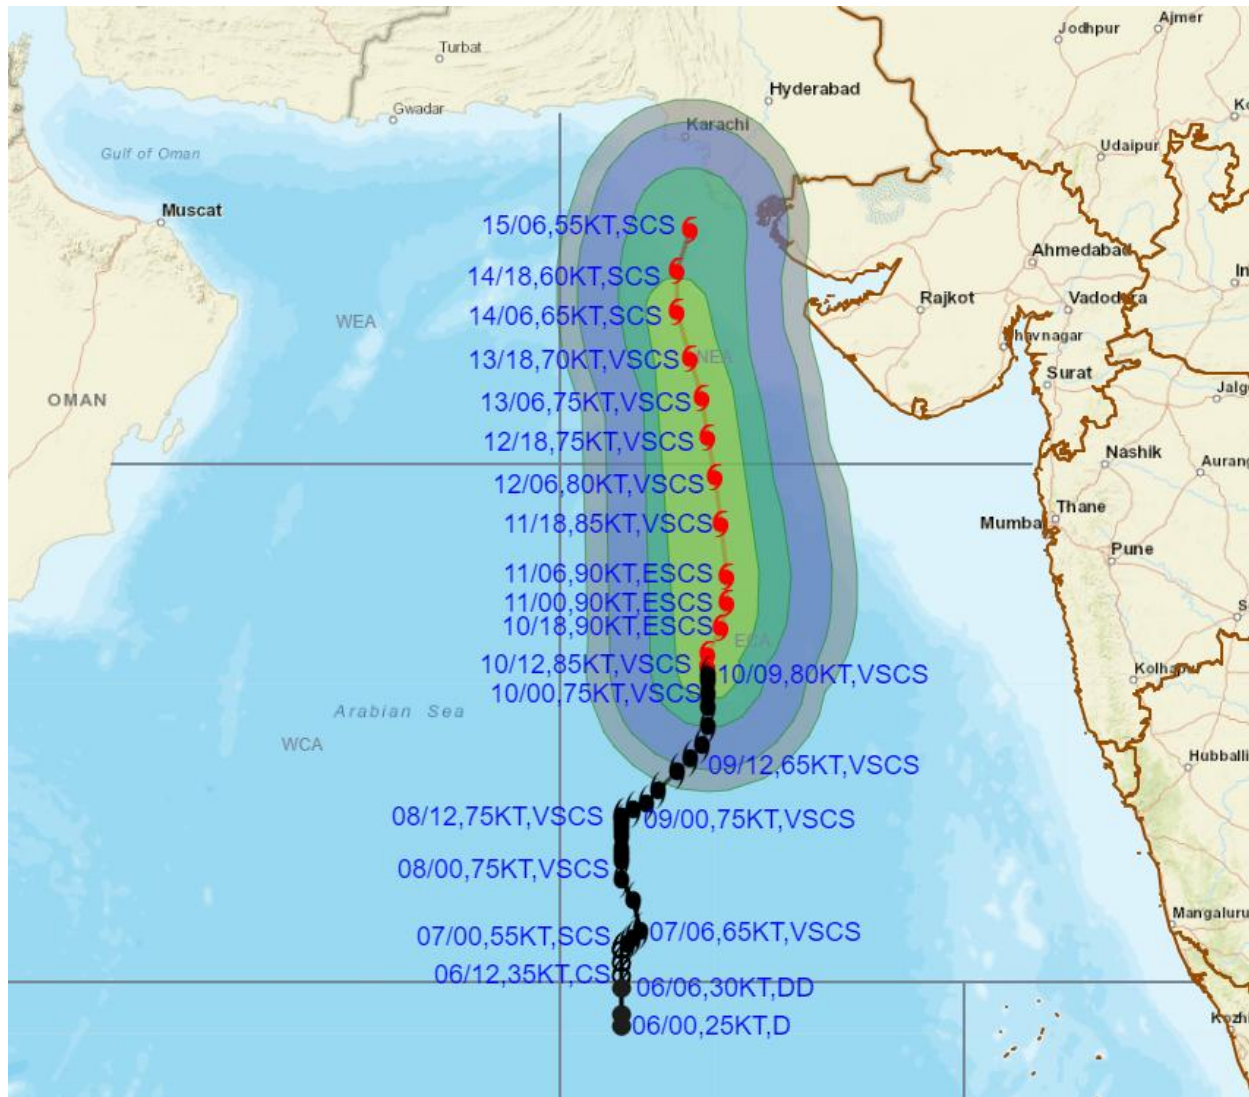 Jodhpur
Ajmer
Turbat
Hyderabad
Gwadar
Karachi
Udaipur
Gulf of Oman
Muscat
15/06,55KT,SCS
Ahmedabad
14/18,60KT,SCS
Rajkot
Vadodara
WEA
14/06,65KT,SCS
Bhavnagar
13/18,70KT,VSCS
NEA
Surat
OMAN
13/06,75KT,VSCS
12/18,75KT,VSCS
Nashik
12/06,80KT,VSCS
11/18,85KT,VSCS
Thane
Mumbai
Pune
11/06,90KT,ESCS
11/00,90KT,ESCS
10/18,90KT,ESCS
ECA
10/12,85KT,VSCS
10/09,80KT,VSCS
Kolhapur
10/00,75KT,VSCS
Arabian Sea
WCA
Hubballi
09/12,65KT,VSCS
08/12,75KT,VSCS
09/00,75KT,VSCS
08/00,75KT,VSCS
Mangaluru
07/00,55KT,SCS
07/06,65KT,VSCS
06/12,35KT,CS
06/06,30KT,DD
06/00,25KT,D